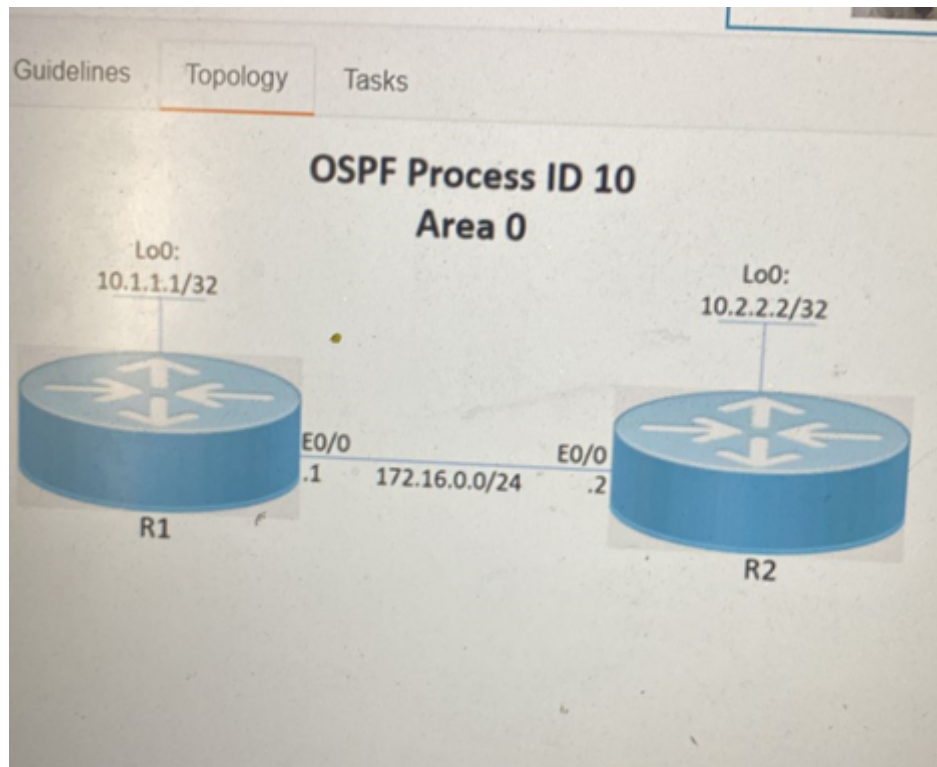 Guidelines Topology Tasks
OSPF Process ID 10
Area 0
Lo0:
10.1.1.1/32
Lo0:
10.2.2.2/32
E0/0
.1
172.16.0.0/24
E0/0
.2
R1
R2